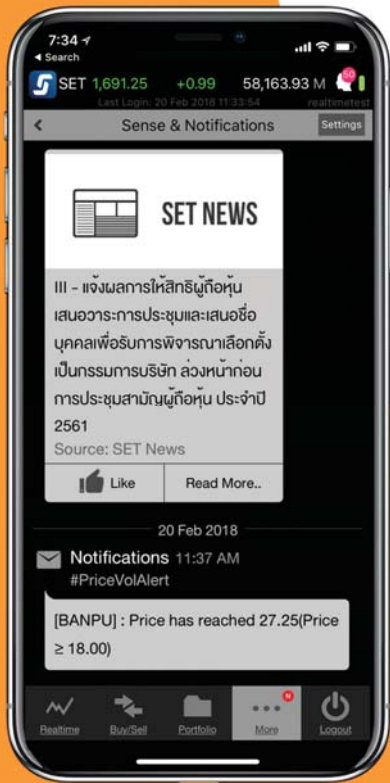 7:34
Search
SET 1,691.25 +0.99 58,163.93 M 50
Last Login: 20 Feb 2018 11:33:54 realtimetest
Sense & Notifications Settings
SET NEWS
III - แจ้งผลการให้สิทธิผู้ถือหุ้น
เสนอวาระการประชุมและเสนอชื่อ
บุคคลเพื่อรับการพิจารณาเลือกตั้ง
เป็นกรรมการบริษัท ล่วงหน้าก่อน
การประชุมสามัญผู้ถือหุ้น ประจำปี
2561
Source: SET News
Like Read More..
20 Feb 2018
Notifications 11:37 AM
#PriceVolAlert
[BANPU] : Price has reached 27.25(Price
≥ 18.00)
N
Realtime Buy/Sell Portfolio More Logout